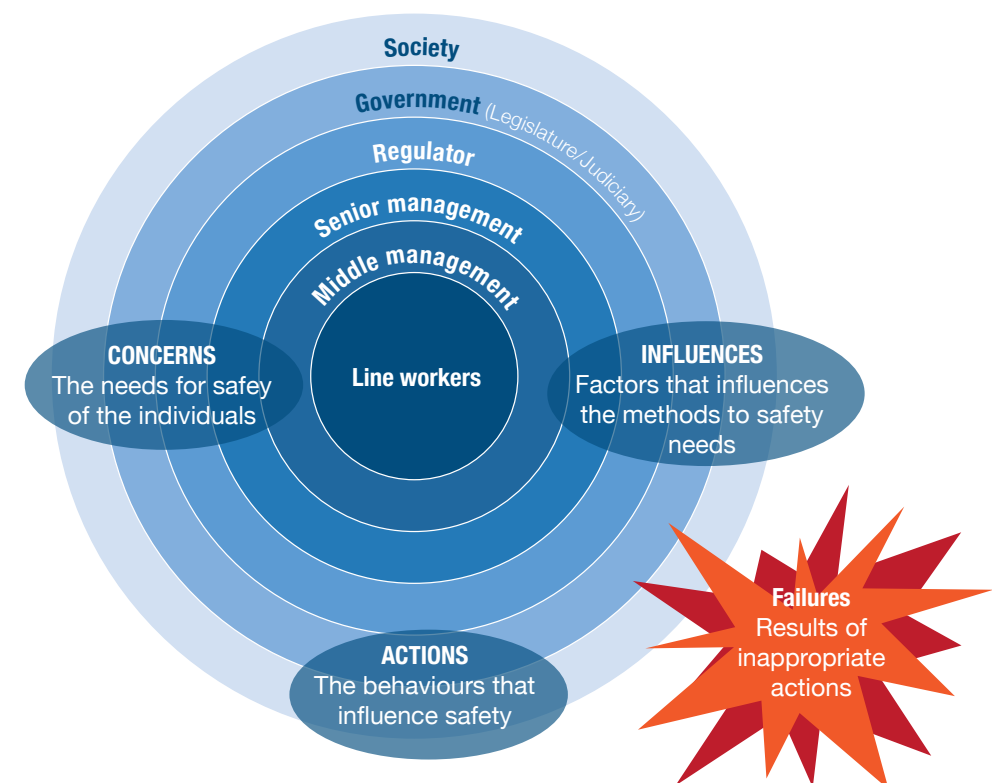 Society
Government (Legislature/Judiciary)
Regulator
Senior management
Middle management
Line workers
CONCERNS
The needs for safey
of the individuals
INFLUENCES
Factors that influences
the methods to safety
needs
ACTIONS
The behaviours that
influence safety
Failures
Results of
inappropriate
actions